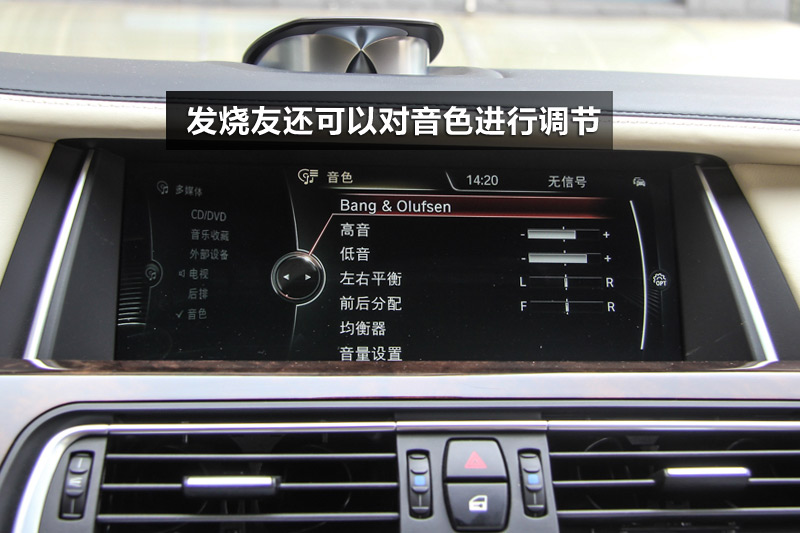 发烧友还可以对音色进行调节
音色 14:20 无信号
多媒体
CD/DVD
音乐收藏
外部设备
电视
后排
音色
Bang & Olufsen
高音 - +
低音 - +
左右平衡 L R
前后分配 F R
均衡器
音量设置
OPT